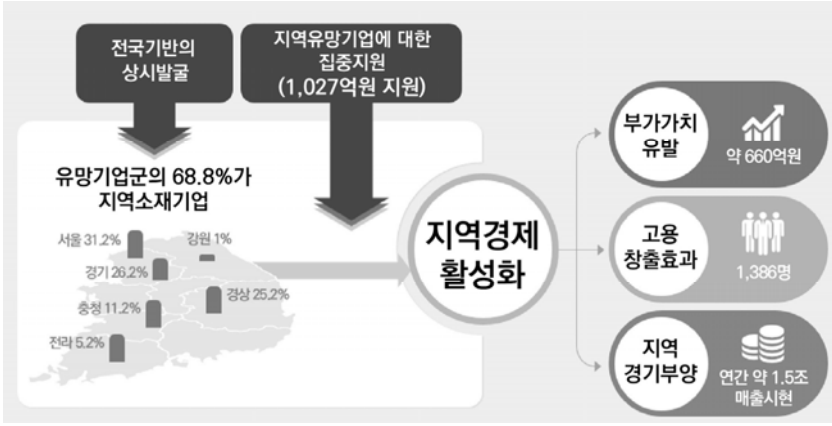 전국기반의
상시발굴
지역유망기업에 대한
집중지원
(1,027억원 지원)
유망기업군의 68.8%가
지역소재기업
서울 31.2%
강원 1%
경기 26.2%
경상 25.2%
충청 11.2%
전라 5.2%
지역경제
활성화
부가가치
유발
약 660억원
고용
창출효과
1,386명
지역
경기부양
연간 약 1.5조
매출시현